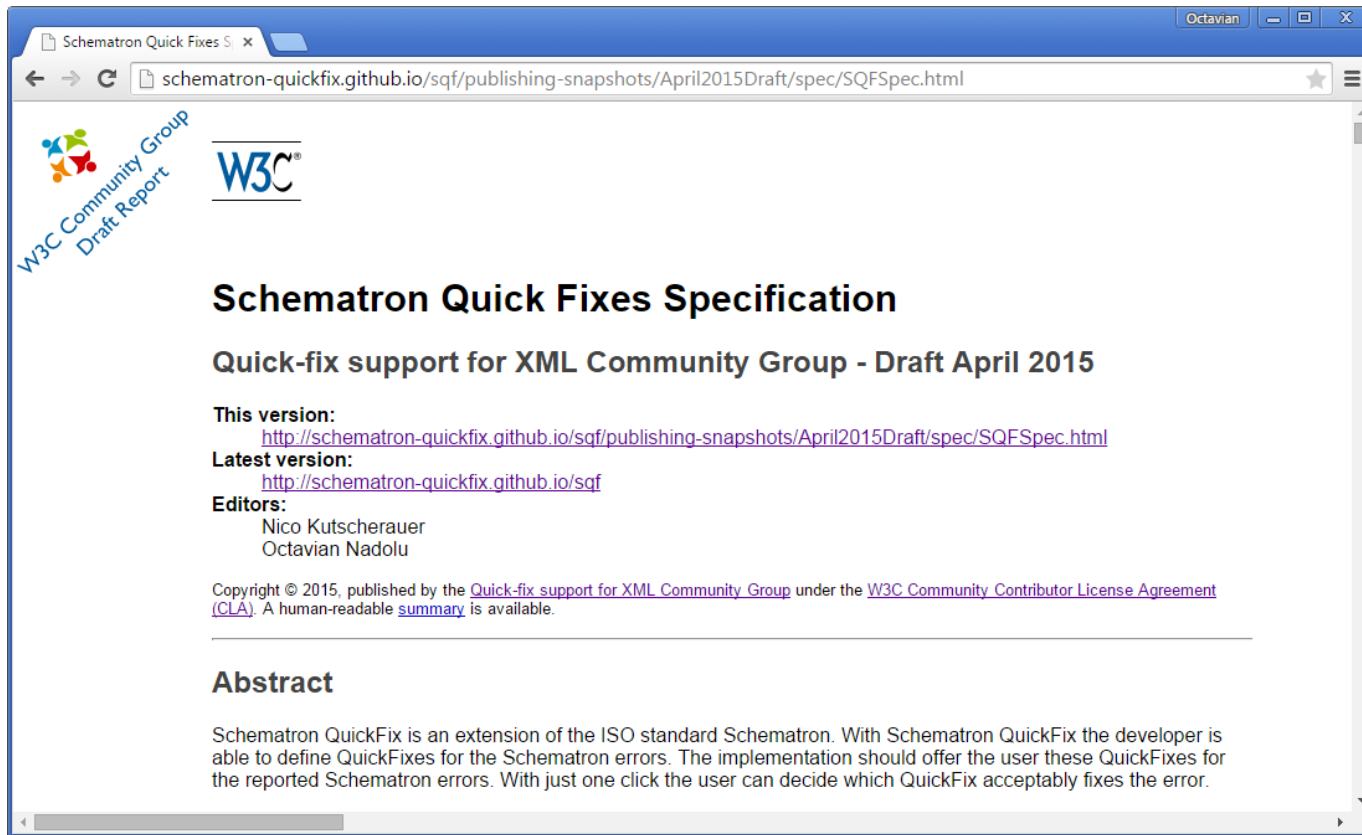 Octavian
Schematron Quick Fixes S
schematron-quickfix.github.io/sqf/publishing-snapshots/April2015Draft/spec/SQFSpec.html
W3C Community Group
Draft Report
W3C®
Schematron Quick Fixes Specification
Quick-fix support for XML Community Group - Draft April 2015
This version:
http://schematron-quickfix.github.io/sqf/publishing-snapshots/April2015Draft/spec/SQFSpec.html
Latest version:
http://schematron-quickfix.github.io/sqf
Editors:
Nico Kutscherauer
Octavian Nadolu
Copyright © 2015, published by the Quick-fix support for XML Community Group under the W3C Community Contributor License Agreement
(CLA). A human-readable summary is available.
Abstract
Schematron QuickFix is an extension of the ISO standard Schematron. With Schematron QuickFix the developer is
able to define QuickFixes for the Schematron errors. The implementation should offer the user these QuickFixes for
the reported Schematron errors. With just one click the user can decide which QuickFix acceptably fixes the error.